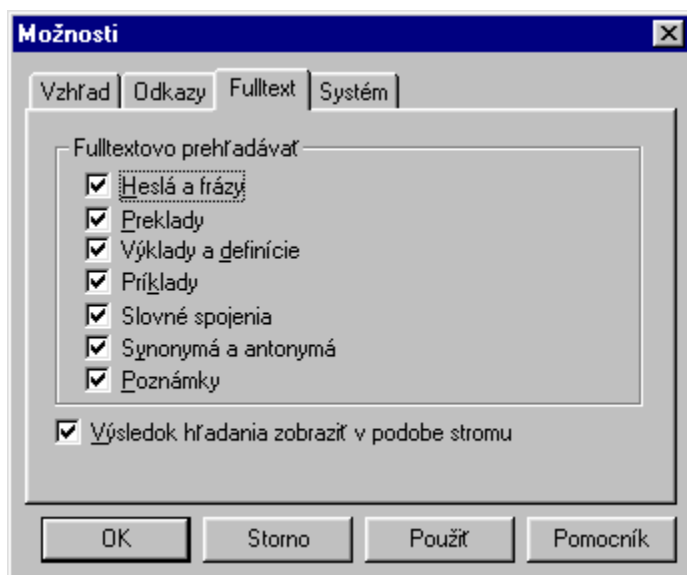 Možnosti
Vzhľad Odkazy Fulltext Systém
Fulltextovo prehľadávať
Heslá a frázy
Preklady
Výklady a definície
Príklady
Slovné spojenia
Synonymá a antonymá
Poznámky
Výsledok hľadania zobraziť v podobe stromu
OK Storno Použiť Pomocník